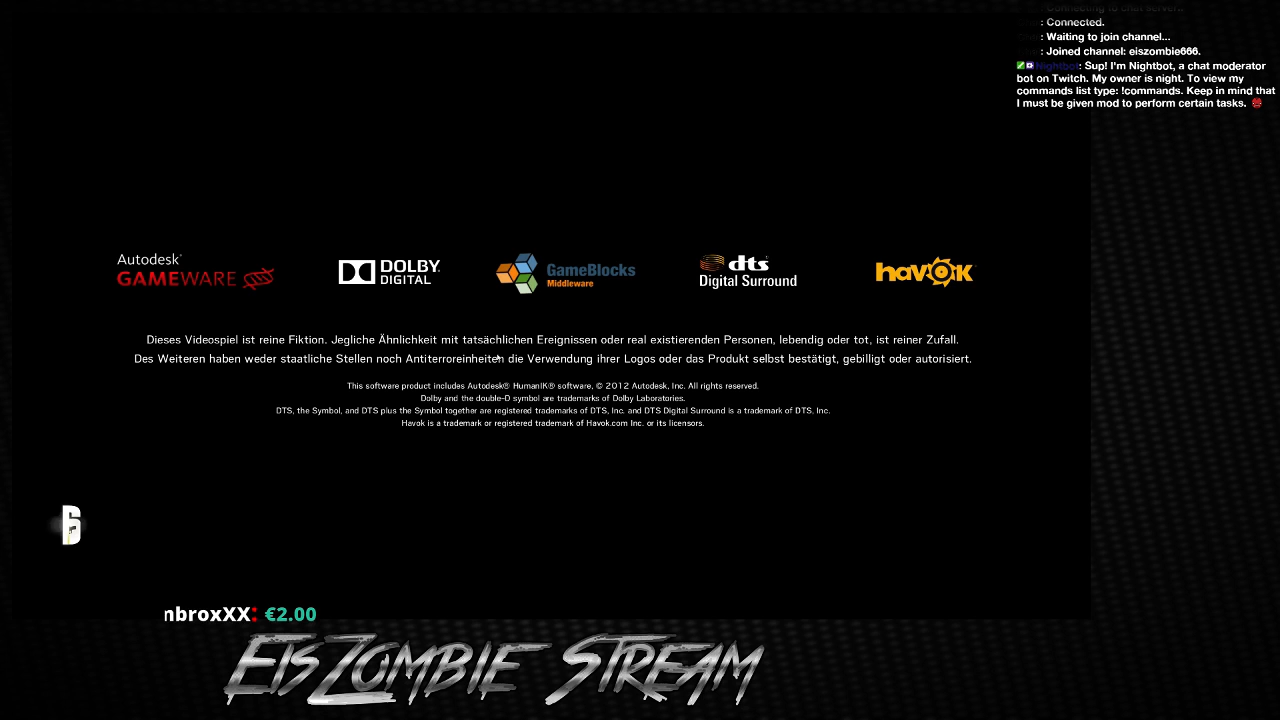 : Connected.
: Waiting to join channel...
: Joined channel: eiszombie666.
Nightbot: Sup! I'm Nightbot, a chat moderator
bot on Twitch. My owner is night. To view my
commands list type: !commands. Keep in mind that
I must be given mod to perform certain tasks.
Autodesk®
GAMEWARE
DOLBY
DIGITAL
GameBlocks
Middleware
dts
Digital Surround
havok
Dieses Videospiel ist reine Fiktion. Jegliche Ähnlichkeit mit tatsächlichen Ereignissen oder real existierenden Personen, lebendig oder tot, ist reiner Zufall.
Des Weiteren haben weder staatliche Stellen noch Antiterroreinheiten die Verwendung ihrer Logos oder das Produkt selbst bestätigt, gebilligt oder autorisiert.
This software product includes Autodesk® HumanIK® software, © 2012 Autodesk, Inc. All rights reserved.
Dolby and the double-D symbol are trademarks of Dolby Laboratories.
DTS, the Symbol, and DTS plus the Symbol together are registered trademarks of DTS, Inc. and DTS Digital Surround is a trademark of DTS, Inc.
Havok is a trademark or registered trademark of Havok.com Inc. or its licensors.
6
nbroxXX: €2.00
EisZombie Stream